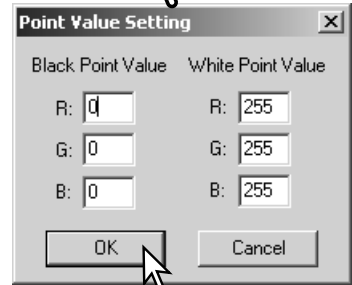 Point Value Setting
Black Point Value White Point Value
R: 0 R: 255
G: 0 G: 255
B: 0 B: 255
OK Cancel